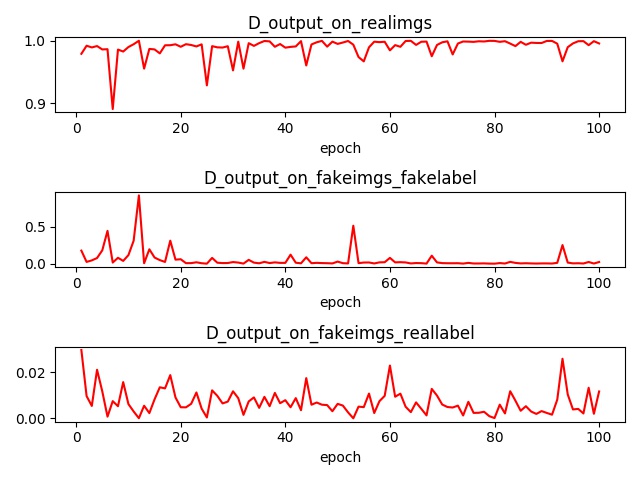 D_output_on_realimgs
1.0
0.9
0 20 40 60 80 100
epoch
D_output_on_fakeimgs_fakelabel
0.5
0.0
0 20 40 60 80 100
epoch
D_output_on_fakeimgs_reallabel
0.02
0.00
0 20 40 60 80 100
epoch